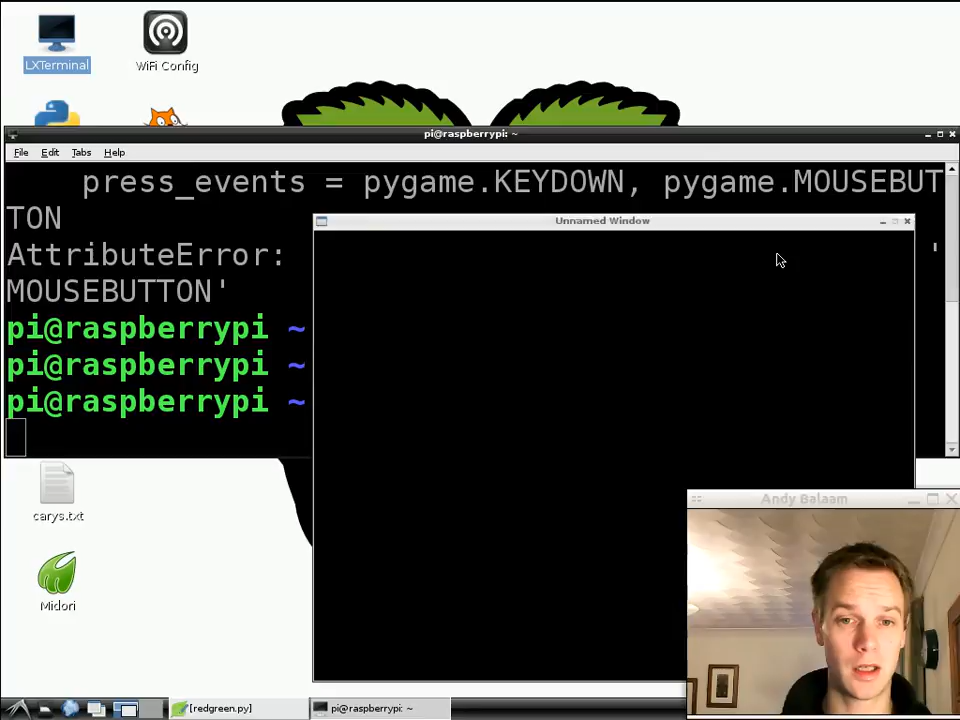 LXTerminal
WiFi Config
pi@raspberrypi: ~
File Edit Tabs Help
press_events = pygame.KEYDOWN, pygame.MOUSEBUT
TON
AttributeError: '
MOUSEBUTTON'
pi@raspberrypi ~
pi@raspberrypi ~
pi@raspberrypi ~
Unnamed Window
Andy Balaam
carys.txt
Midori
[redgreen.py]
pi@raspberrypi: ~